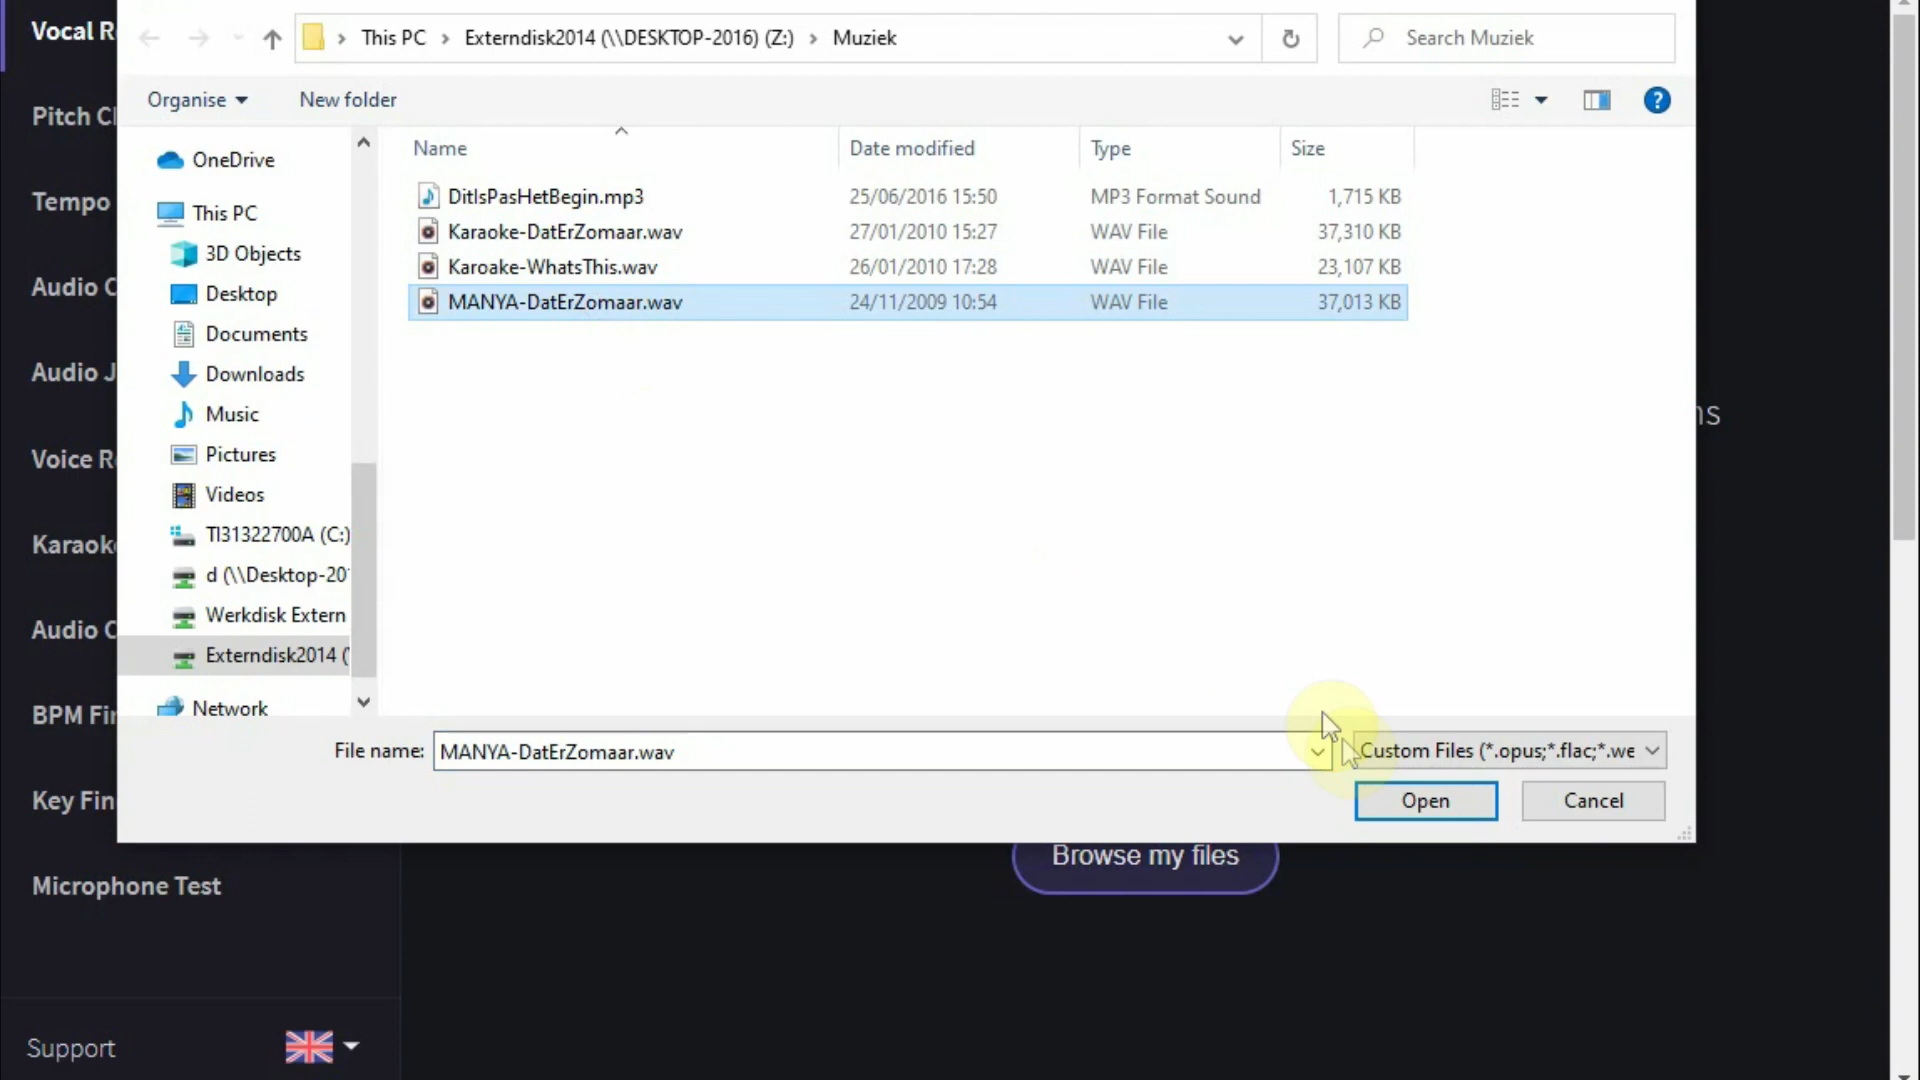 Vocal R
Pitch Cl
Tempo
Audio C
Audio J
Voice Re
Karaoke
Audio C
BPM Fir
Key Fin
Microphone Test
Support
This PC
Externdisk2014 (\\DESKTOP-2016) (Z:)
Muziek
Search Muziek
Organise
New folder
OneDrive
This PC
3D Objects
Desktop
Documents
Downloads
Music
Pictures
Videos
TI31322700A (C:)
d (\\Desktop-20
Werkdisk Extern
Externdisk2014 (
Network
Name Date modified Type Size
DitIsPasHetBegin.mp3 25/06/2016 15:50 MP3 Format Sound 1,715 KB
Karaoke-DatErZomaar.wav 27/01/2010 15:27 WAV File 37,310 KB
Karoake-WhatsThis.wav 26/01/2010 17:28 WAV File 23,107 KB
MANYA-DatErZomaar.wav 24/11/2009 10:54 WAV File 37,013 KB
File name: MANYA-DatErZomaar.wav
Custom Files (*.opus;*.flac;*.we
Open
Cancel
Browse my files